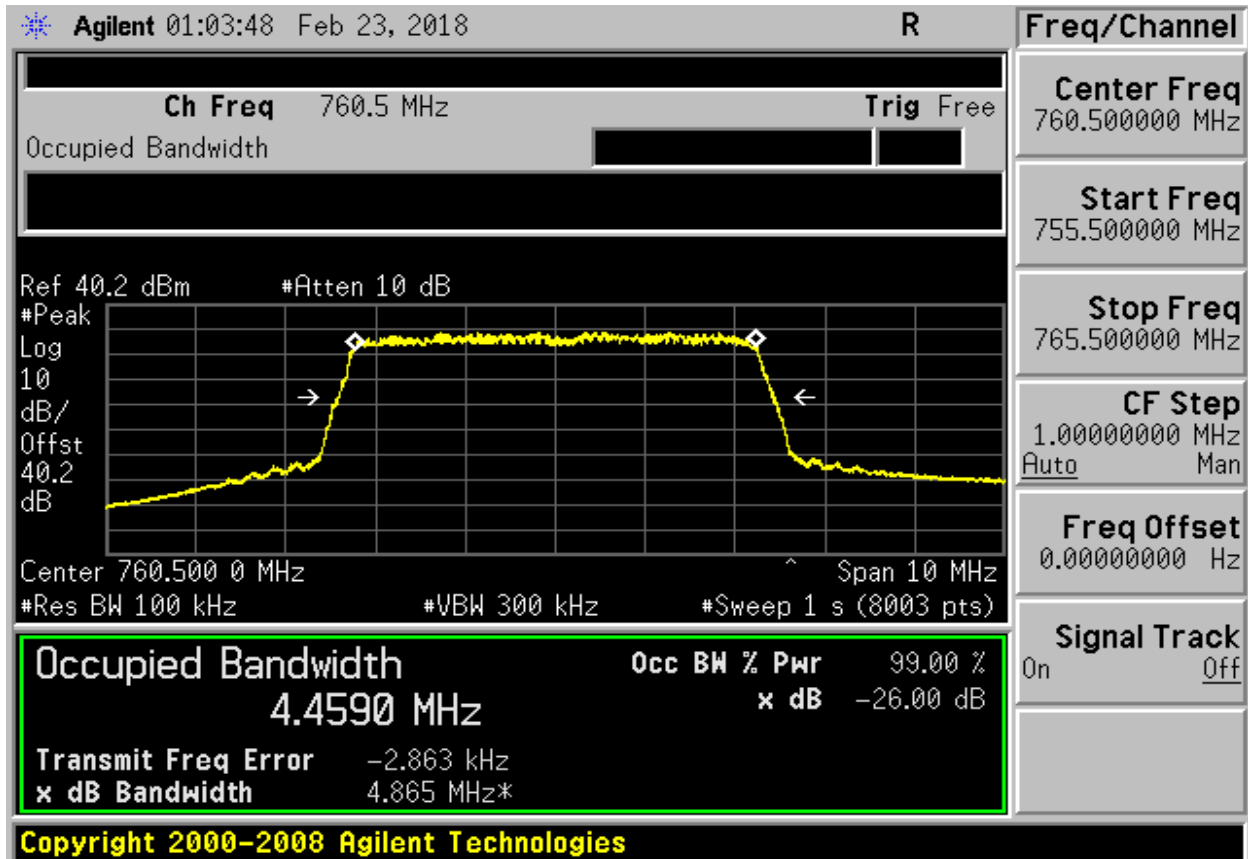 Agilent 01:03:48 Feb 23, 2018 R
Freq/Channel
Ch Freq 760.5 MHz Trig Free
Occupied Bandwidth
Center Freq
760.500000 MHz
Start Freq
755.500000 MHz
Stop Freq
765.500000 MHz
CF Step
1.00000000 MHz
Auto Man
Freq Offset
0.00000000 Hz
Signal Track
On Off
Ref 40.2 dBm #Atten 10 dB
#Peak
Log
10
dB/
Offst
40.2
dB
Center 760.500 0 MHz ^ Span 10 MHz
#Res BW 100 kHz #VBW 300 kHz #Sweep 1 s (8003 pts)
Occupied Bandwidth
4.4590 MHz
Occ BW % Pwr 99.00 %
x dB -26.00 dB
Transmit Freq Error -2.863 kHz
x dB Bandwidth 4.865 MHz*
Copyright 2000-2008 Agilent Technologies